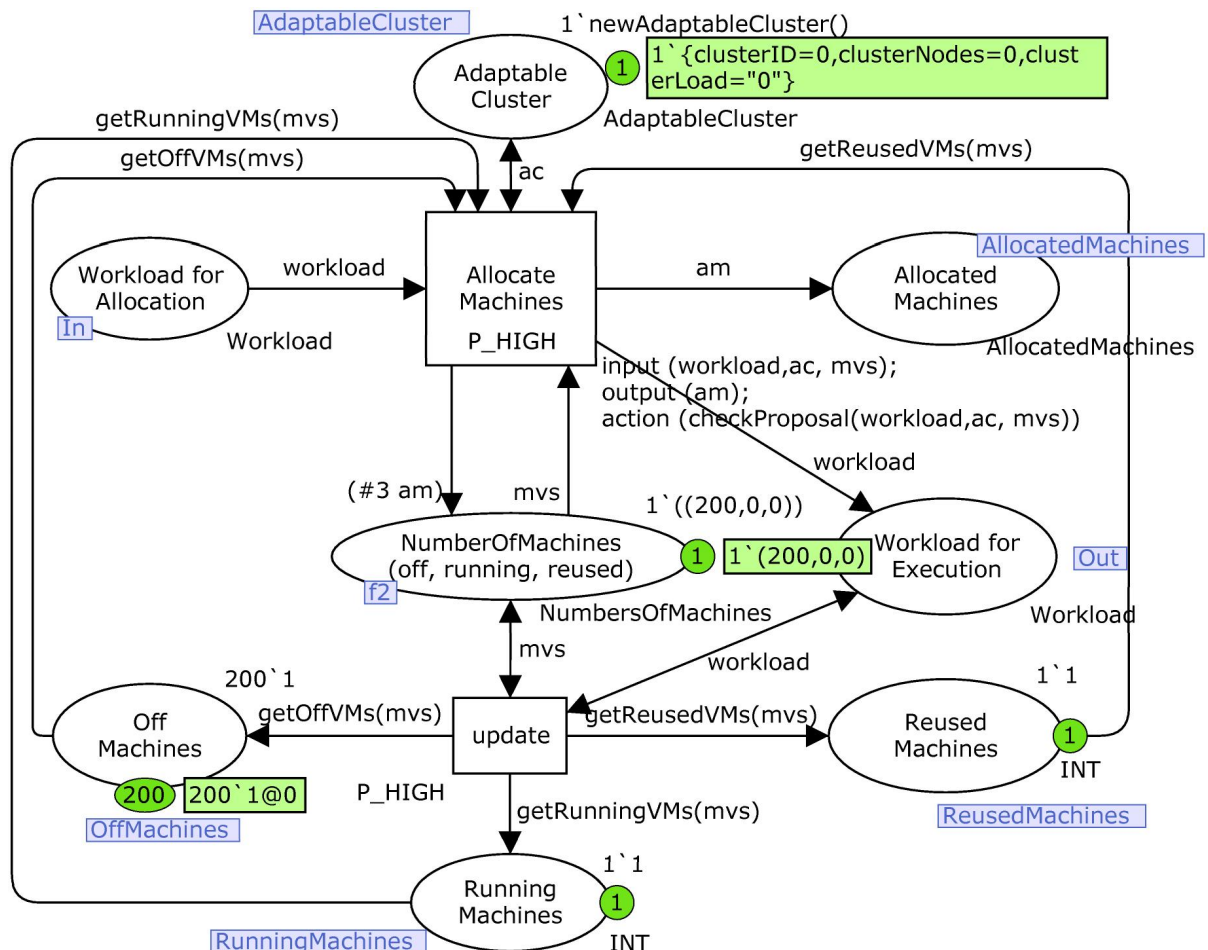 AdaptableCluster
1`newAdaptableCluster()
Adaptable
Cluster
1
1`{clusterID=0,clusterNodes=0,clust
erLoad="0"}
AdaptableCluster
getRunningVMs(mvs)
getOffVMs(mvs)
ac
getReusedVMs(mvs)
Workload for
Allocation
In
Workload
workload
Allocate
Machines
P_HIGH
am
AllocatedMachines
Allocated
Machines
AllocatedMachines
input (workload,ac, mvs);
output (am);
action (checkProposal(workload,ac, mvs))
workload
(#3 am)
mvs
1`((200,0,0))
NumberOfMachines
(off, running, reused)
f2
1
1`(200,0,0)
NumbersOfMachines
Workload for
Execution
Out
Workload
mvs
workload
200`1
Off
Machines
200
200`1@0
OffMachines
getOffVMs(mvs)
update
P_HIGH
getReusedVMs(mvs)
1`1
Reused
Machines
1
INT
ReusedMachines
getRunningVMs(mvs)
1`1
Running
Machines
1
RunningMachines
INT